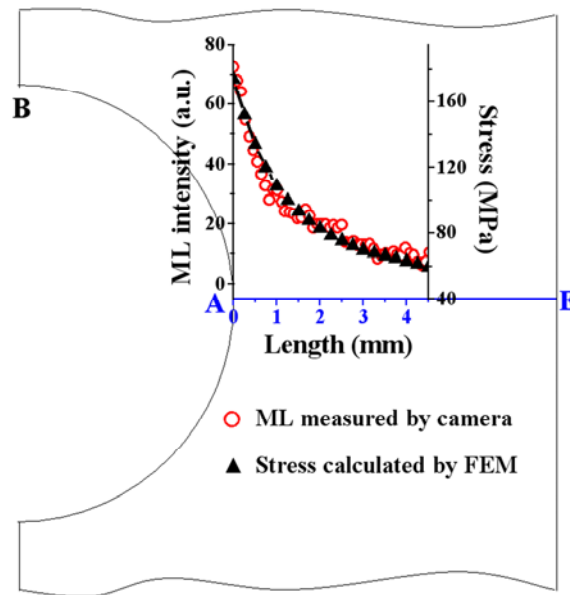 B
ML intensity (a.u.)
80
60
40
20
0
Stress (MPa)
160
120
80
40
A
E
0 1 2 3 4
Length (mm)
ML measured by camera
Stress calculated by FEM